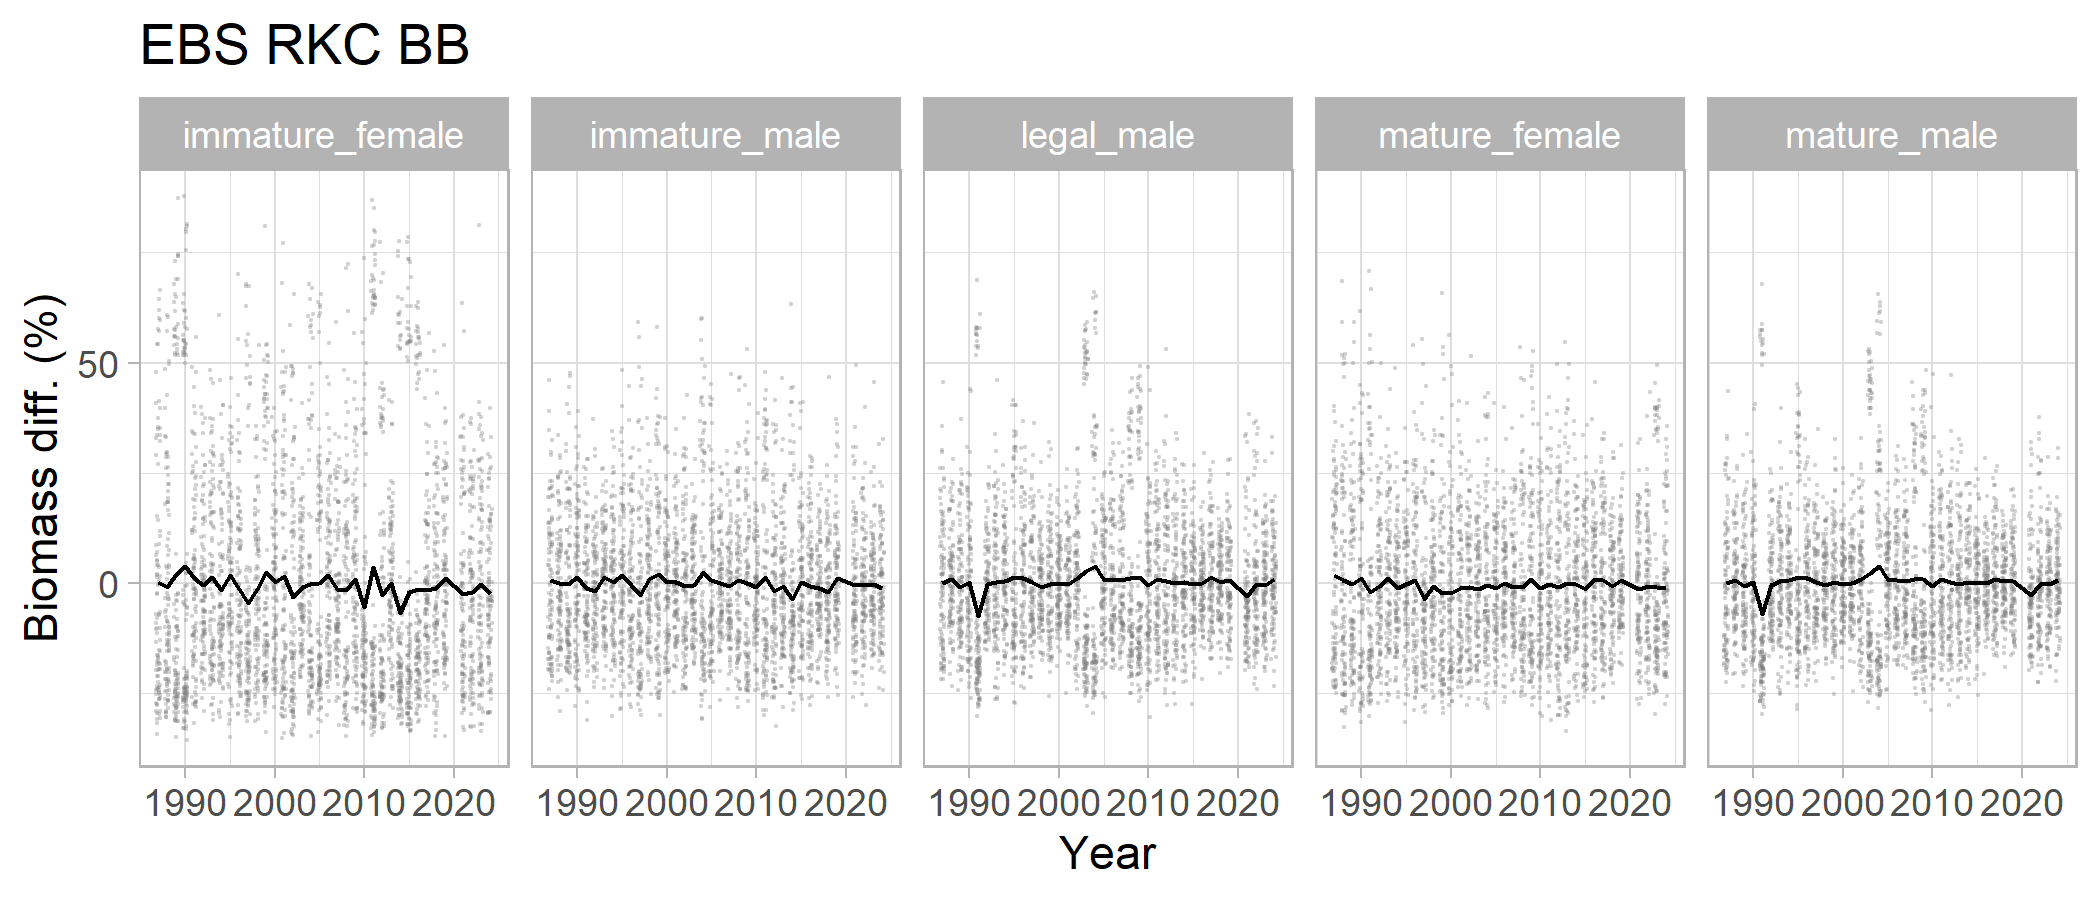 EBS RKC BB
immature_female immature_male legal_male mature_female mature_male
Biomass diff. (%)
50
0
1990 2000 2010 2020 1990 2000 2010 2020 1990 2000 2010 2020 1990 2000 2010 2020 1990 2000 2010 2020
Year